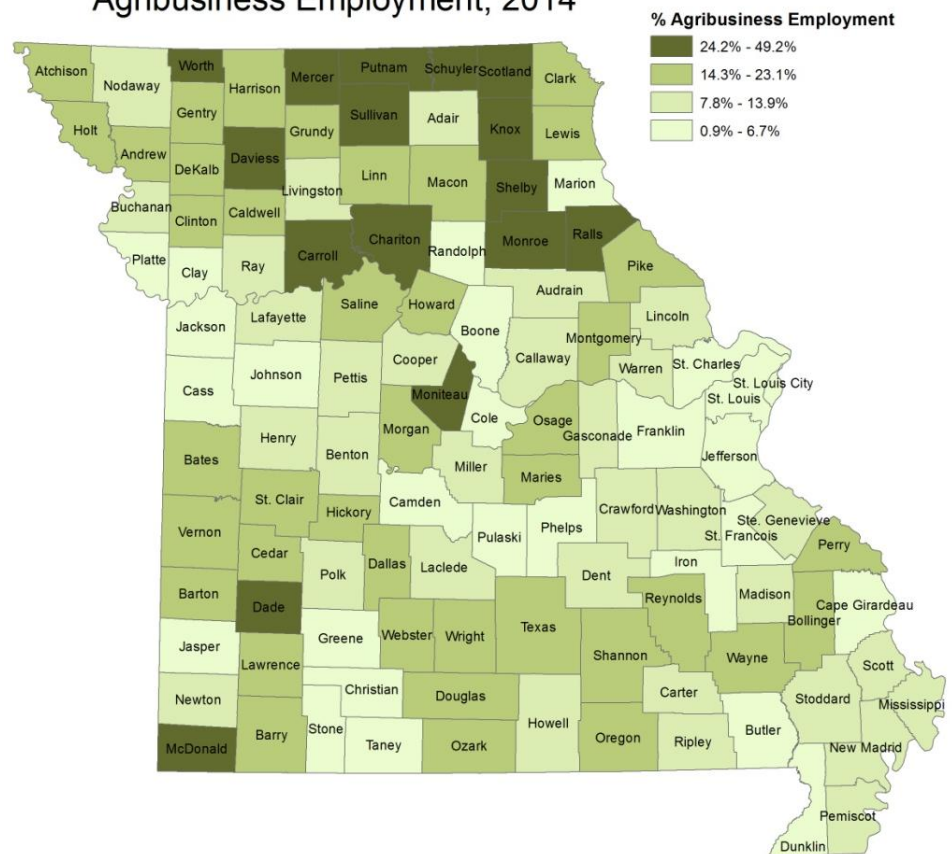 Agribusiness Employment, 2014
% Agribusiness Employment
24.2% - 49.2%
14.3% - 23.1%
7.8% - 13.9%
0.9% - 6.7%
Atchison
Nodaway
Worth
Harrison
Mercer
Putnam
Schuyler
Scotland
Clark
Holt
Andrew
Gentry
DeKalb
Daviess
Grundy
Sullivan
Adair
Knox
Lewis
Buchanan
Clinton
Caldwell
Livingston
Linn
Macon
Shelby
Marion
Platte
Clay
Ray
Carroll
Chariton
Randolph
Monroe
Ralls
Pike
Jackson
Lafayette
Saline
Howard
Boone
Audrain
Callaway
Montgomery
Lincoln
Warren
St. Charles
St. Louis City
St. Louis
Cass
Johnson
Pettis
Cooper
Moniteau
Cole
Osage
Gasconade
Franklin
Jefferson
Bates
Henry
Benton
Morgan
Miller
Maries
Camden
Pulaski
Phelps
Crawford
Washington
St. Francois
Ste. Genevieve
Perry
Vernon
St. Clair
Hickory
Cedar
Polk
Dallas
Laclede
Dent
Iron
Reynolds
Madison
Bollinger
Cape Girardeau
Barton
Dade
Greene
Webster
Wright
Texas
Shannon
Wayne
Scott
Jasper
Lawrence
Christian
Douglas
Howell
Carter
Stoddard
Mississippi
Newton
McDonald
Barry
Stone
Taney
Ozark
Oregon
Ripley
Butler
New Madrid
Pemiscot
Dunklin